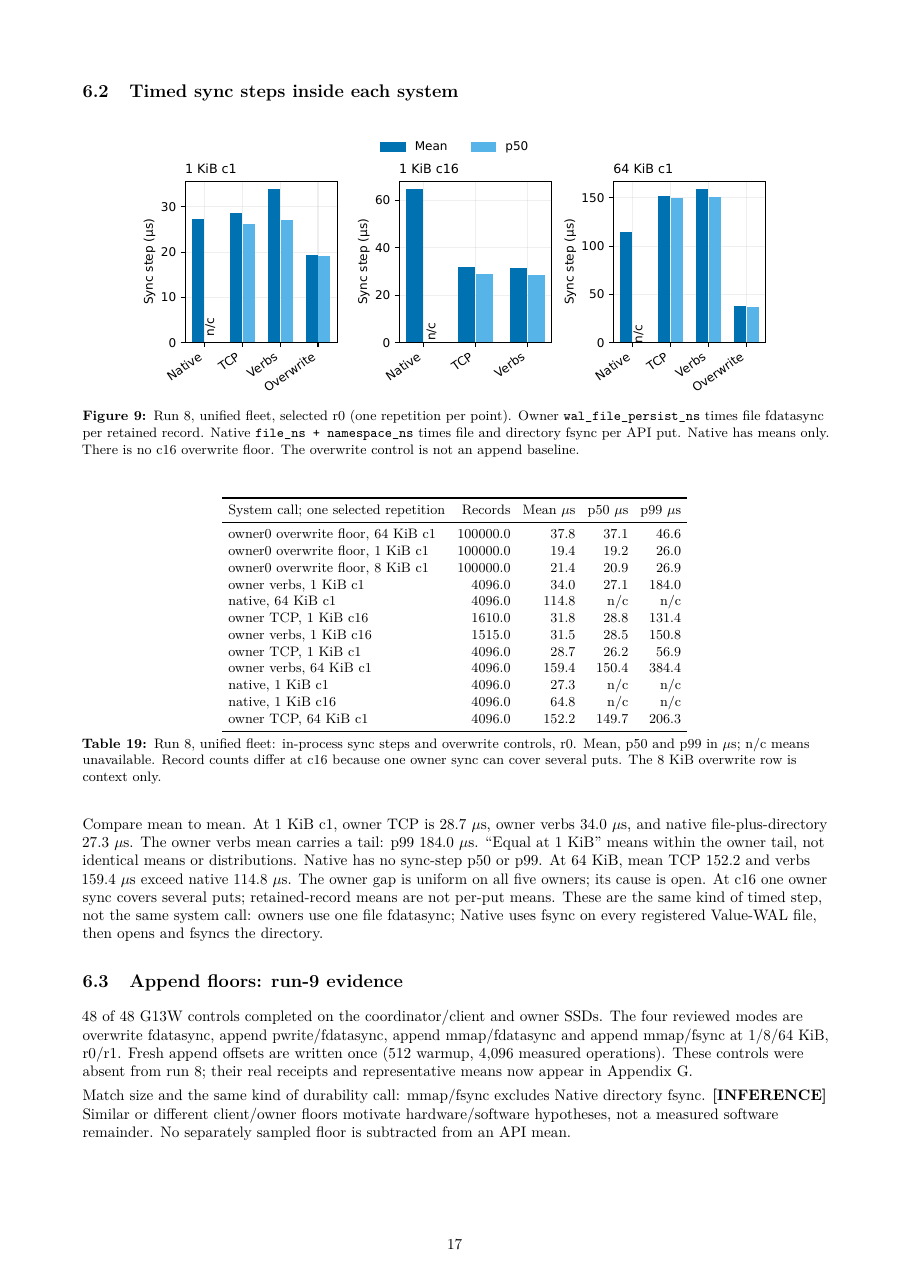 6.2 Timed sync steps inside each system
Mean p50
1 KiB c1
Sync step (µs)
30
20
10
0
n/c
Native TCP Verbs Overwrite
1 KiB c16
Sync step (µs)
60
40
20
0
n/c
Native TCP Verbs
64 KiB c1
Sync step (µs)
150
100
50
0
n/c
Native TCP Verbs Overwrite
Figure 9: Run 8, unified fleet, selected r0 (one repetition per point). Owner wal_file_persist_ns times file fdatasync
per retained record. Native file_ns + namespace_ns times file and directory fsync per API put. Native has means only.
There is no c16 overwrite floor. The overwrite control is not an append baseline.
System call; one selected repetition Records Mean µs p50 µs p99 µs
owner0 overwrite floor, 64 KiB c1 100000.0 37.8 37.1 46.6
owner0 overwrite floor, 1 KiB c1 100000.0 19.4 19.2 26.0
owner0 overwrite floor, 8 KiB c1 100000.0 21.4 20.9 26.9
owner verbs, 1 KiB c1 4096.0 34.0 27.1 184.0
native, 64 KiB c1 4096.0 114.8 n/c n/c
owner TCP, 1 KiB c16 1610.0 31.8 28.8 131.4
owner verbs, 1 KiB c16 1515.0 31.5 28.5 150.8
owner TCP, 1 KiB c1 4096.0 28.7 26.2 56.9
owner verbs, 64 KiB c1 4096.0 159.4 150.4 384.4
native, 1 KiB c1 4096.0 27.3 n/c n/c
native, 1 KiB c16 4096.0 64.8 n/c n/c
owner TCP, 64 KiB c1 4096.0 152.2 149.7 206.3
Table 19: Run 8, unified fleet: in-process sync steps and overwrite controls, r0. Mean, p50 and p99 in µs; n/c means
unavailable. Record counts differ at c16 because one owner sync can cover several puts. The 8 KiB overwrite row is
context only.
Compare mean to mean. At 1 KiB c1, owner TCP is 28.7 µs, owner verbs 34.0 µs, and native file-plus-directory
27.3 µs. The owner verbs mean carries a tail: p99 184.0 µs. “Equal at 1 KiB” means within the owner tail, not
identical means or distributions. Native has no sync-step p50 or p99. At 64 KiB, mean TCP 152.2 and verbs
159.4 µs exceed native 114.8 µs. The owner gap is uniform on all five owners; its cause is open. At c16 one owner
sync covers several puts; retained-record means are not per-put means. These are the same kind of timed step,
not the same system call: owners use one file fdatasync; Native uses fsync on every registered Value-WAL file,
then opens and fsyncs the directory.
6.3 Append floors: run-9 evidence
48 of 48 G13W controls completed on the coordinator/client and owner SSDs. The four reviewed modes are
overwrite fdatasync, append pwrite/fdatasync, append mmap/fdatasync and append mmap/fsync at 1/8/64 KiB,
r0/r1. Fresh append offsets are written once (512 warmup, 4,096 measured operations). These controls were
absent from run 8; their real receipts and representative means now appear in Appendix G.
Match size and the same kind of durability call: mmap/fsync excludes Native directory fsync. [INFERENCE]
Similar or different client/owner floors motivate hardware/software hypotheses, not a measured software
remainder. No separately sampled floor is subtracted from an API mean.
17